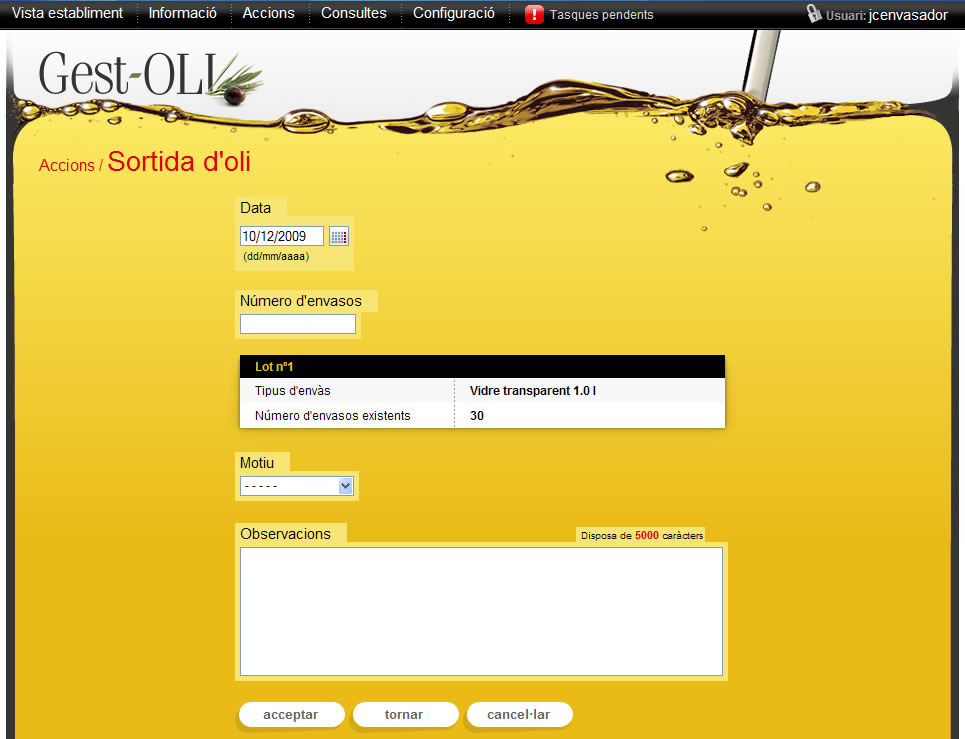 Vista establiment Informació Accions Consultes Configuració ! Tasques pendents Usuari: jcenvasador
Gest-OLI
Accions / Sortida d'oli
Data
10/12/2009
(dd/mm/aaaa)
Número d'envasos
Lot nº1
Tipus d'envàs Vidre transparent 1.0 l
Número d'envasos existents 30
Motiu
- - - - -
Observacions Disposa de 5000 caràcters
acceptar tornar cancel·lar